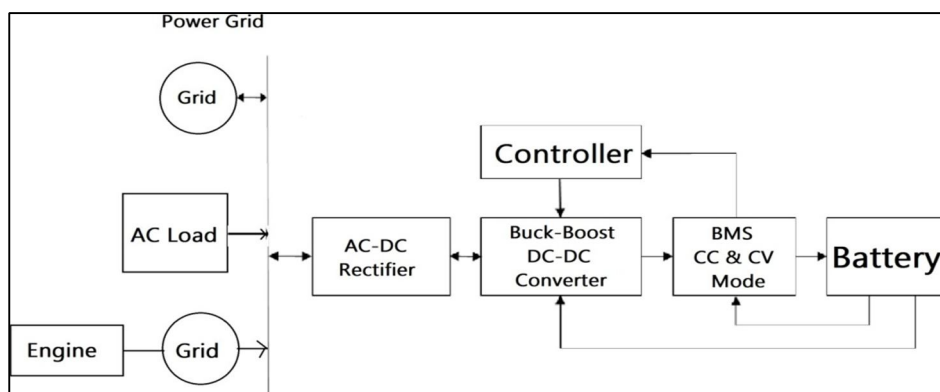 Power Grid
Grid
Controller
AC Load
AC-DC
Rectifier
Buck-Boost
DC-DC
Converter
BMS
CC & CV
Mode
Battery
Engine
Grid